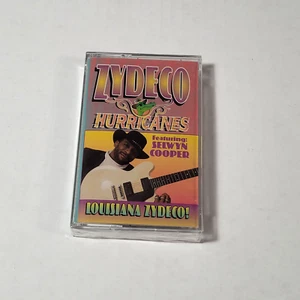 ZYDECO
HURRICANES
Featuring:
SELWYN
COOPER
LOUISIANA ZYDECO!